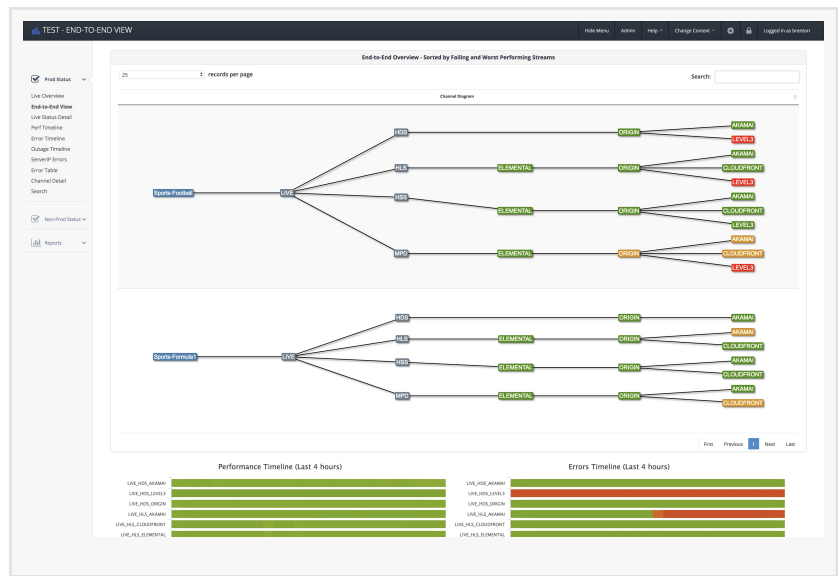 TEST - END-TO-END VIEW
Hide Menu
Admin
Help
Change Context
Logged in as brenton
Prod Status
Live Overview
End-to-End View
Live Status Detail
Perf Timeline
Error Timeline
Outage Timeline
ServerIP Errors
Error Table
Channel Detail
Search
Non-Prod Status
Reports
End-to-End Overview - Sorted by Failing and Worst Performing Streams
25 records per page
Search:
Channel Diagram
Sports-Football
LIVE
HDS
ORIGIN
AKAMAI
LEVEL3
HLS
ELEMENTAL
ORIGIN
AKAMAI
CLOUDFRONT
LEVEL3
HSS
ELEMENTAL
ORIGIN
AKAMAI
CLOUDFRONT
LEVEL3
MPD
ELEMENTAL
ORIGIN
AKAMAI
CLOUDFRONT
LEVEL3
Sports-Formula1
LIVE
HDS
ORIGIN
AKAMAI
HLS
ELEMENTAL
ORIGIN
AKAMAI
CLOUDFRONT
HSS
ELEMENTAL
ORIGIN
AKAMAI
CLOUDFRONT
MPD
ELEMENTAL
ORIGIN
AKAMAI
CLOUDFRONT
First Previous 1 Next Last
Performance Timeline (Last 4 hours)
LIVE_HDS_AKAMAI
LIVE_HDS_LEVEL3
LIVE_HDS_ORIGIN
LIVE_HLS_AKAMAI
LIVE_HLS_CLOUDFRONT
LIVE_HLS_ELEMENTAL
Errors Timeline (Last 4 hours)
LIVE_HDS_AKAMAI
LIVE_HDS_LEVEL3
LIVE_HDS_ORIGIN
LIVE_HLS_AKAMAI
LIVE_HLS_CLOUDFRONT
LIVE_HLS_ELEMENTAL